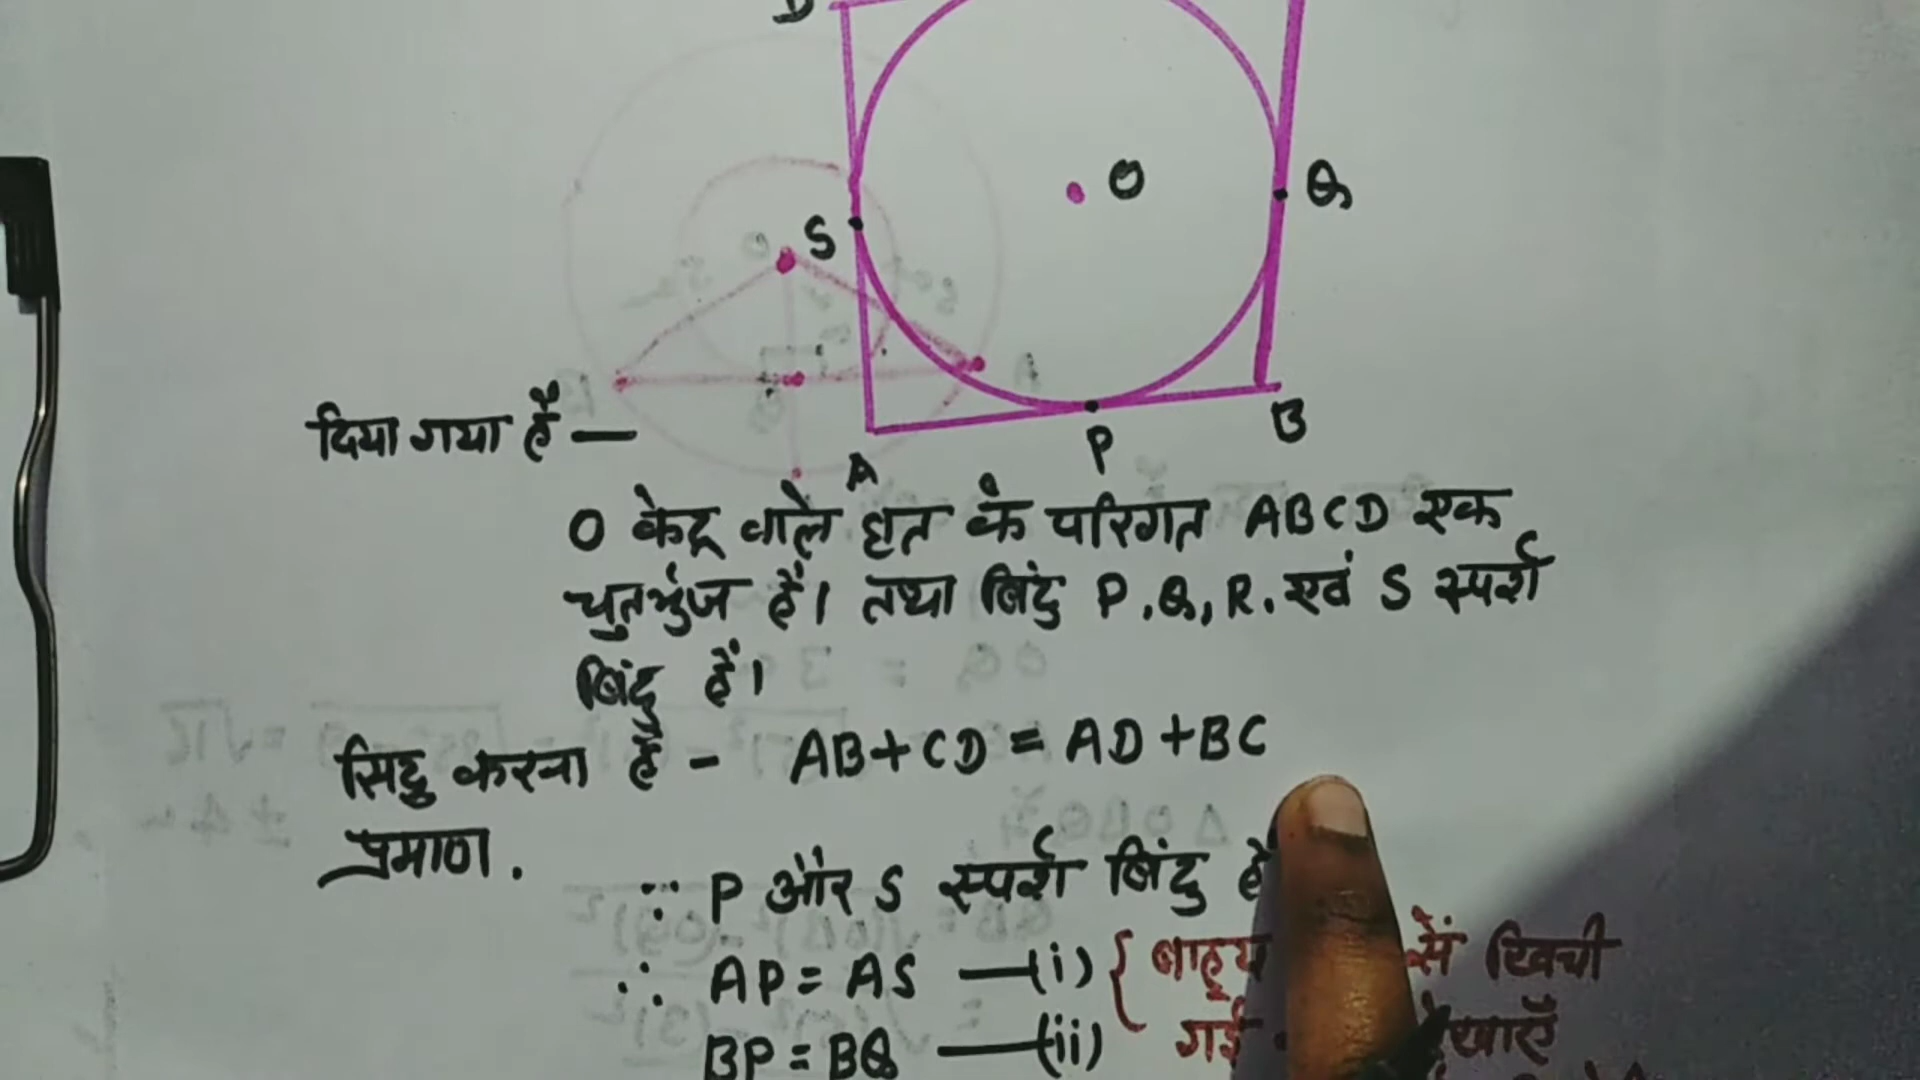 D
S
O
Q
दिया गया है —
A
P
B
O केंद्र वाले वृत के परिगत ABCD एक
चुतर्भुज हैं। तथा बिंदु P, Q, R. एवं S स्पर्श
बिंदु हैं।
सिद्ध करना है - AB+CD = AD+BC
प्रमाण.
∵ P और S स्पर्श बिंदु हैं
∴ AP = AS —(i) { बाह्य सें खिची
BP = BQ —(ii) गई